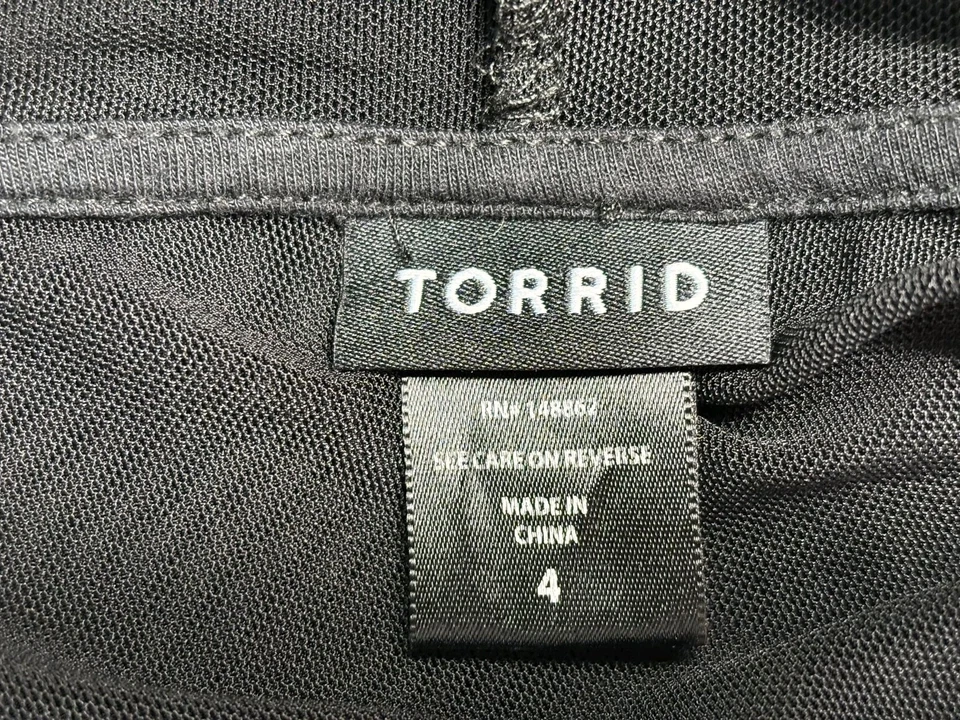 TORRID
RN# 148862
SEE CARE ON REVERSE
MADE IN
CHINA
4